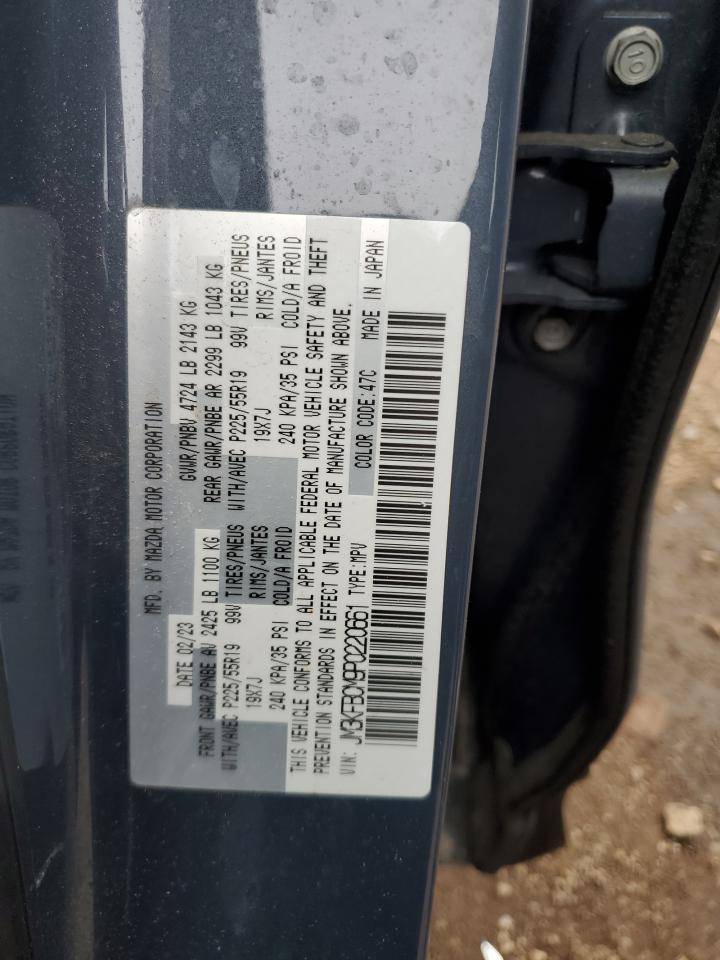 MFD. BY MAZDA MOTOR CORPORATION
DATE 02/23 GVWR/PNBV 4724 LB 2143 KG
FRONT GAWR/PNBE AV 2425 LB 1100 KG REAR GAWR/PNBE AR 2299 LB 1043 KG
WITH/AVEC P225/55R19 99V TIRES/PNEUS WITH/AVEC P225/55R19 99V TIRES/PNEUS
19X7J RIMS/JANTES 19X7J RIMS/JANTES
240 KPA/35 PSI COLD/A FROID 240 KPA/35 PSI COLD/A FROID
THIS VEHICLE CONFORMS TO ALL APPLICABLE FEDERAL MOTOR VEHICLE SAFETY AND THEFT
PREVENTION STANDARDS IN EFFECT ON THE DATE OF MANUFACTURE SHOWN ABOVE.
VIN: JM3KFBCM9P0220661 TYPE:MPV COLOR CODE:47C MADE IN JAPAN
10